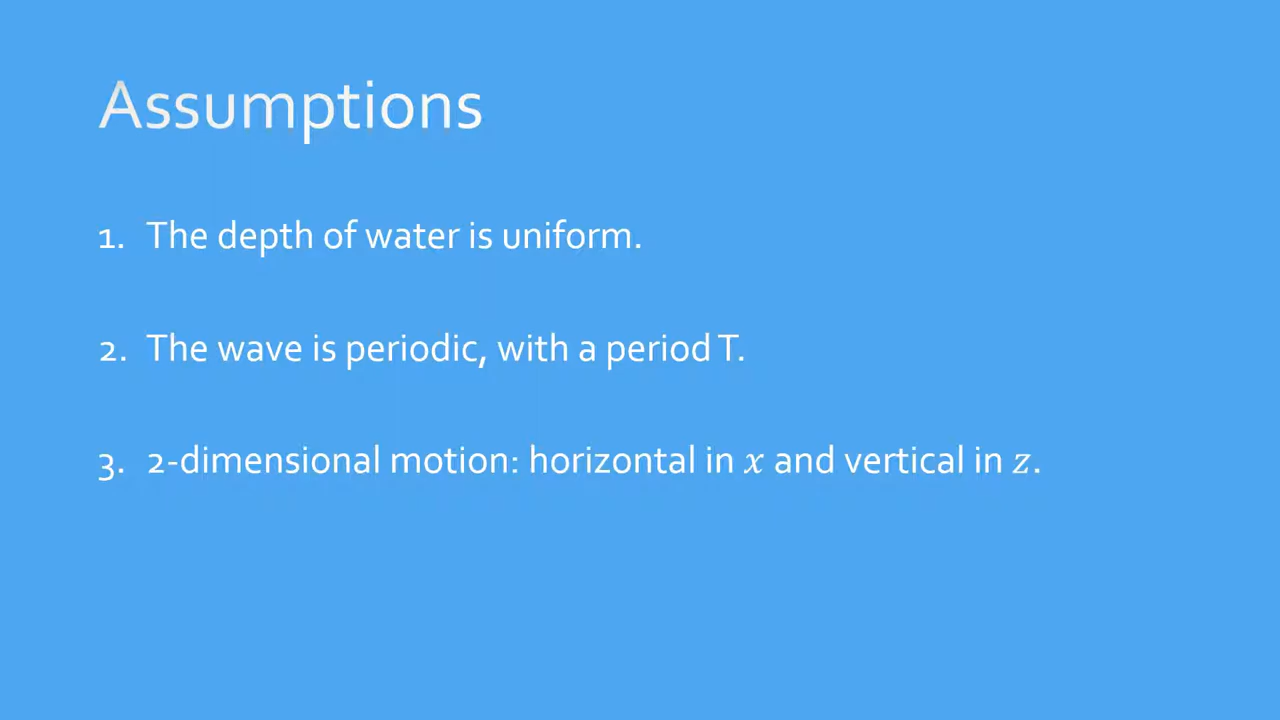 Assumptions
1. The depth of water is uniform.
2. The wave is periodic, with a period T.
3. 2-dimensional motion: horizontal in x and vertical in z.